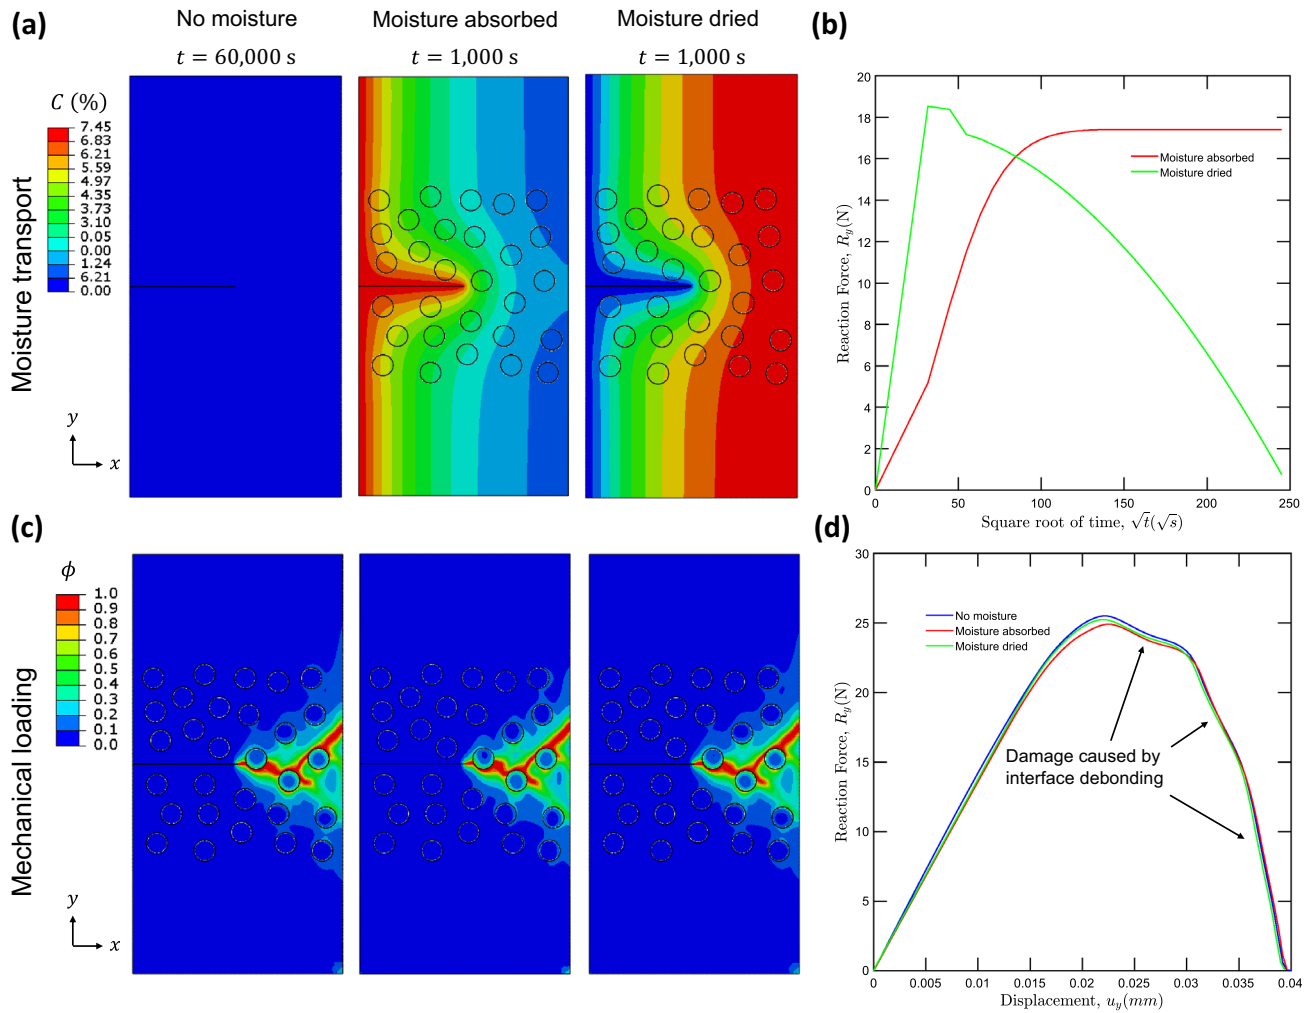 (a)
No moisture
Moisture absorbed
Moisture dried
t = 60,000 s
t = 1,000 s
t = 1,000 s
C (%)
7.45
6.83
6.21
5.59
4.97
4.35
3.73
3.10
0.05
0.00
6.21
0.00
Moisture transport
y
x
(b)
20
18
16
14
12
10
8
6
4
2
0
Reaction Force, R_y(N)
Moisture absorbed
Moisture dried
0
50
100
150
200
250
Square root of time, √t(√s)
(c)
ϕ
1.0
0.9
0.8
0.7
0.6
0.5
0.4
0.3
0.2
0.1
0.0
Mechanical loading
y
x
(d)
30
25
20
15
10
5
0
Reaction Force, R_y(N)
No moisture
Moisture absorbed
Moisture dried
Damage caused by
interface debonding
0
0.005
0.01
0.015
0.02
0.025
0.03
0.035
0.04
Displacement, u_y(mm)